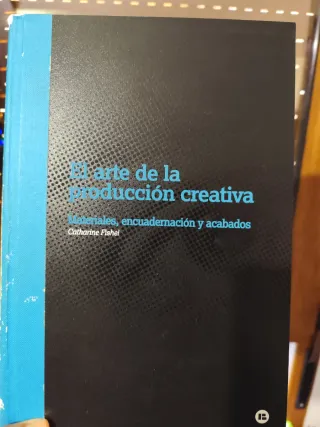 El arte de la
producción creativa
Materiales, encuadernación y acabados
Catharine Fishel